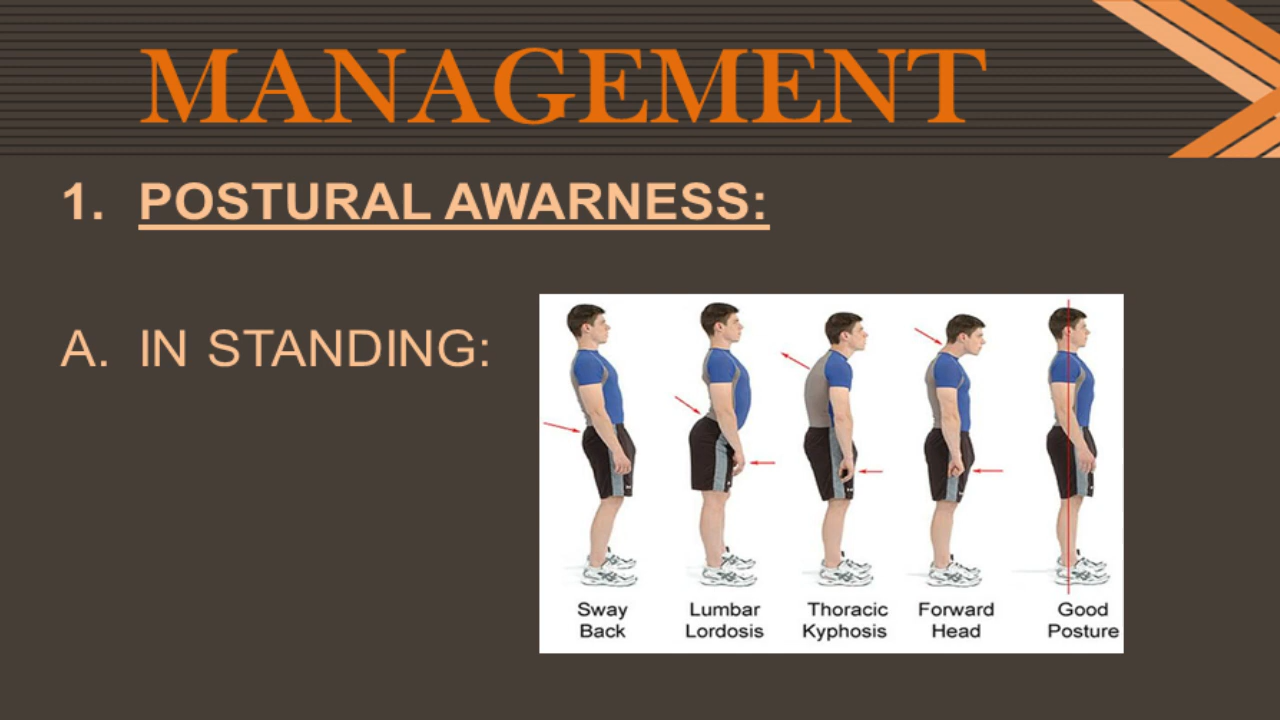 MANAGEMENT
1. POSTURAL AWARNESS:
A. IN STANDING:
Sway Back
Lumbar Lordosis
Thoracic Kyphosis
Forward Head
Good Posture